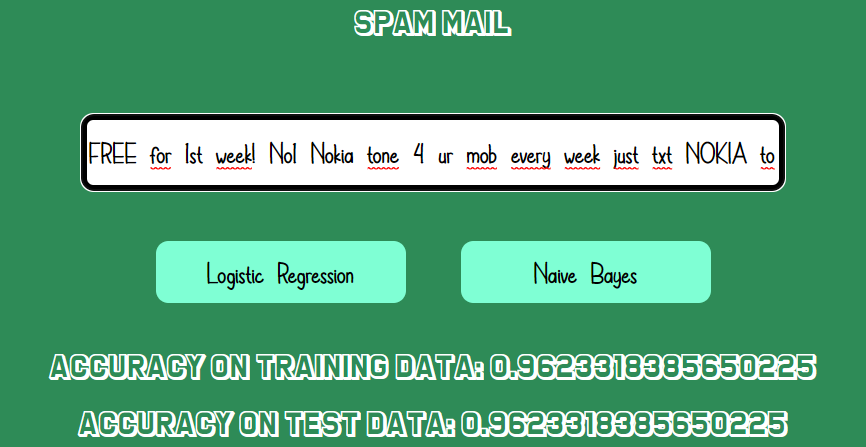 SPAM MAIL
FREE for 1st week! No1 Nokia tone 4 ur mob every week just txt NOKIA to
Logistic Regression
Naive Bayes
ACCURACY ON TRAINING DATA: 0.9623318385650225
ACCURACY ON TEST DATA: 0.9623318385650225